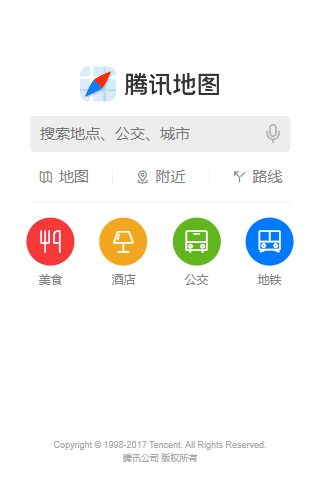 腾讯地图
搜索地点、公交、城市
地图 附近 路线
美食 酒店 公交 地铁
Copyright © 1998-2017 Tencent. All Rights Reserved.
腾讯公司 版权所有